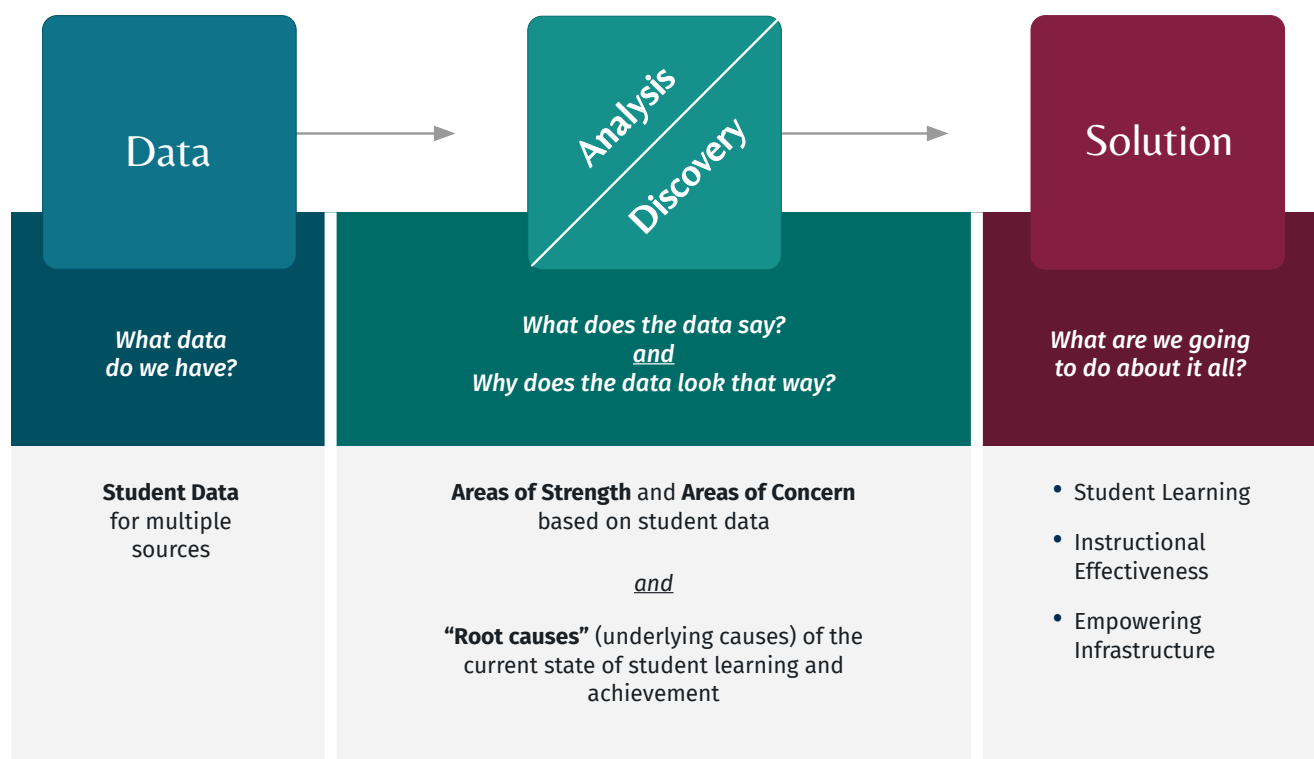 Data
Analysis
Discovery
Solution
What data
do we have?
What does the data say?
and
Why does the data look that way?
What are we going
to do about it all?
Student Data
for multiple
sources
Areas of Strength and Areas of Concern
based on student data
and
“Root causes” (underlying causes) of the
current state of student learning and
achievement
• Student Learning
• Instructional
Effectiveness
• Empowering
Infrastructure